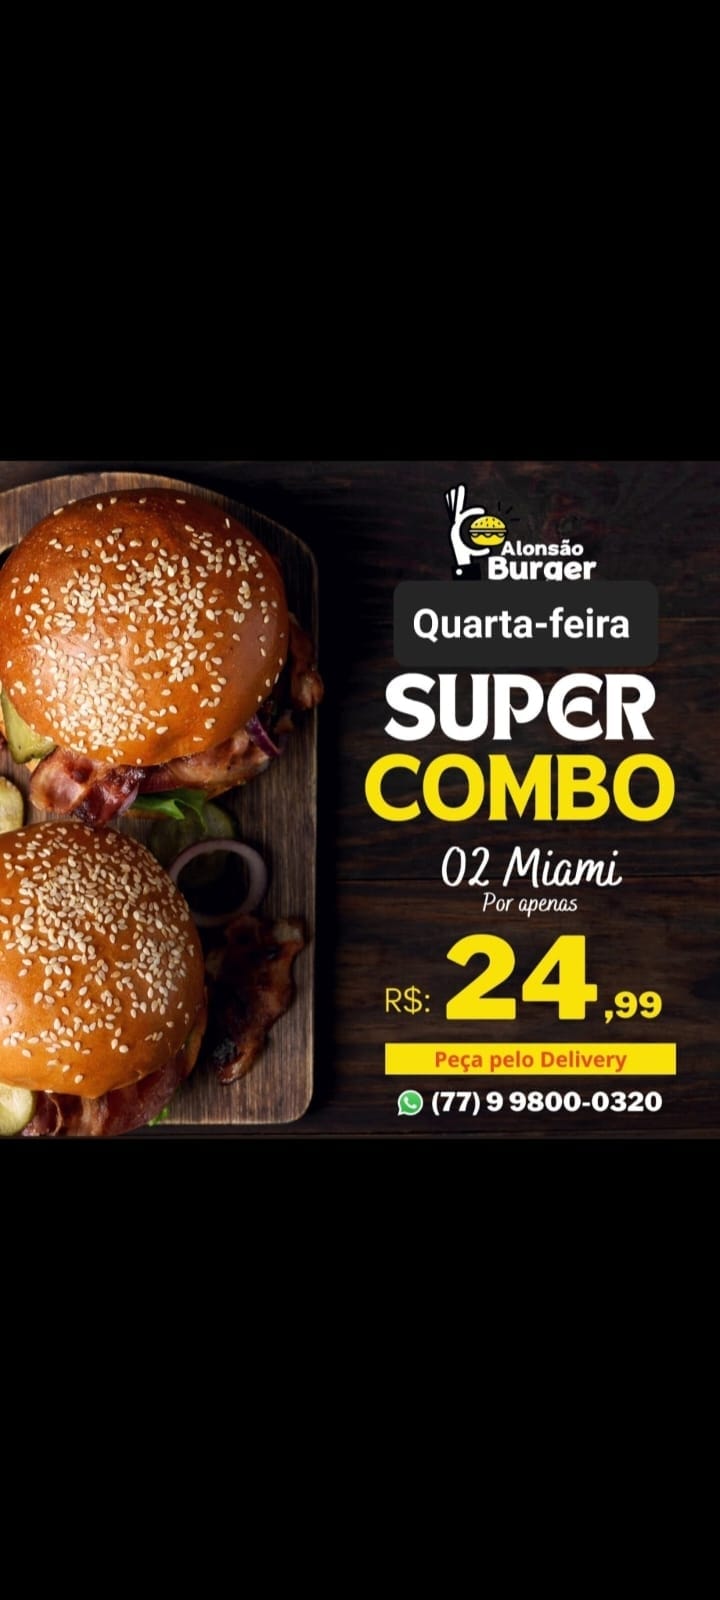 Alonsão
Burger
Quarta-feira
SUPER
COMBO
02 Miami
Por apenas
R$: 24,99
Peça pelo Delivery
(77) 9 9800-0320